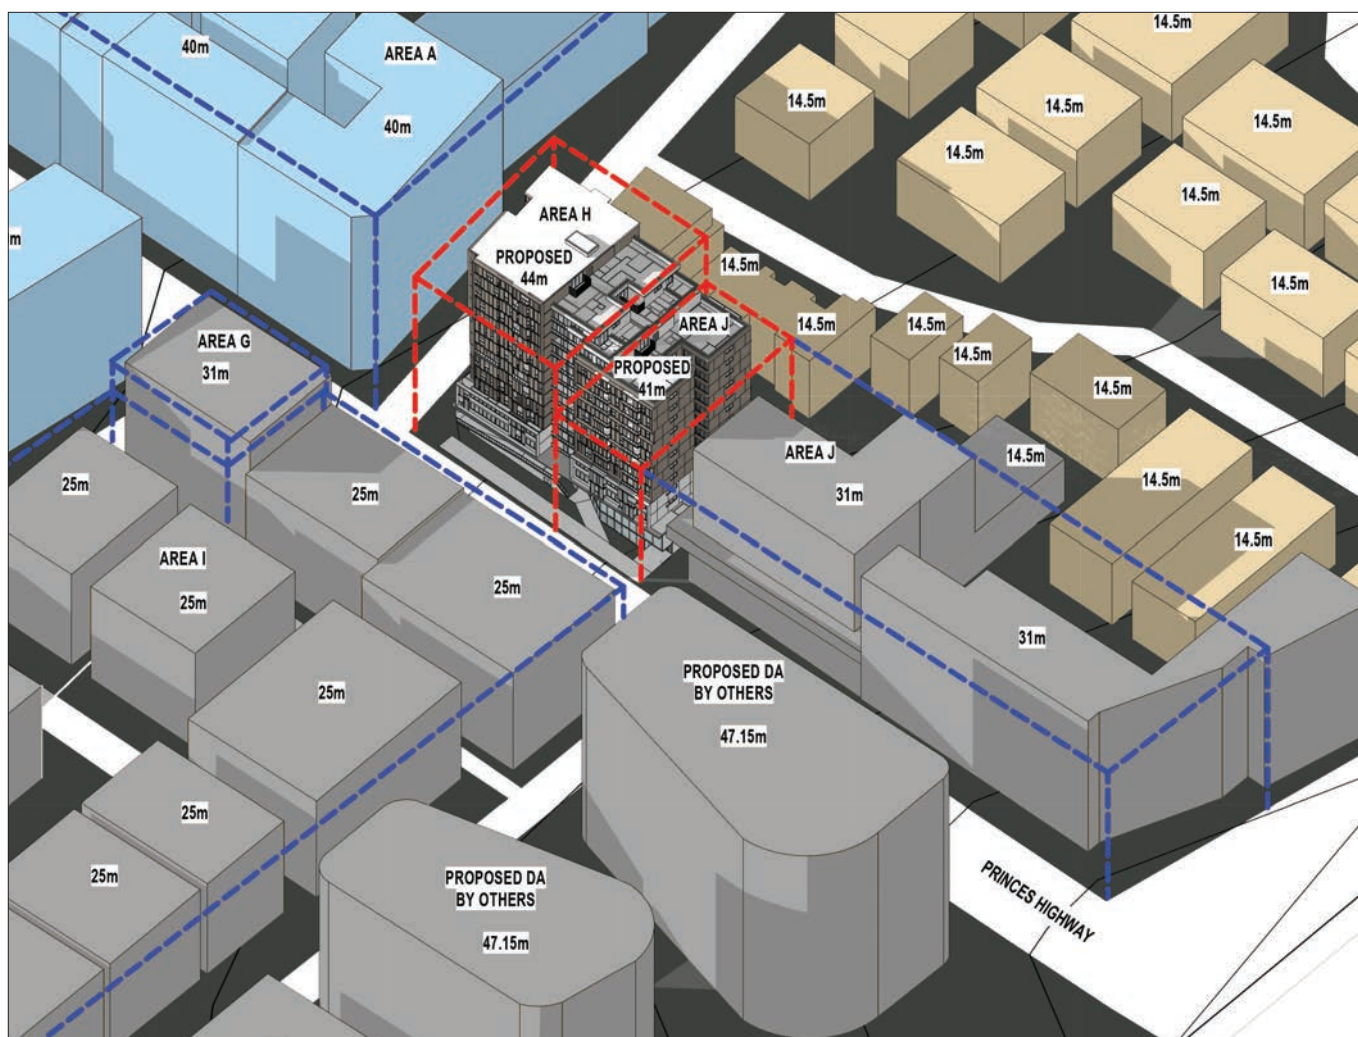 40m
AREA A
14.5m
40m
14.5m
14.5m
14.5m
14.5m
14.5m
AREA H
m
PROPOSED
44m
14.5m
14.5m
AREA J
14.5m
14.5m
AREA G
31m
14.5m
PROPOSED
41m
14.5m
AREA J
14.5m
25m
25m
31m
14.5m
14.5m
AREA I
25m
25m
31m
PROPOSED DA
BY OTHERS
25m
47.15m
25m
25m
PROPOSED DA
BY OTHERS
PRINCES HIGHWAY
47.15m